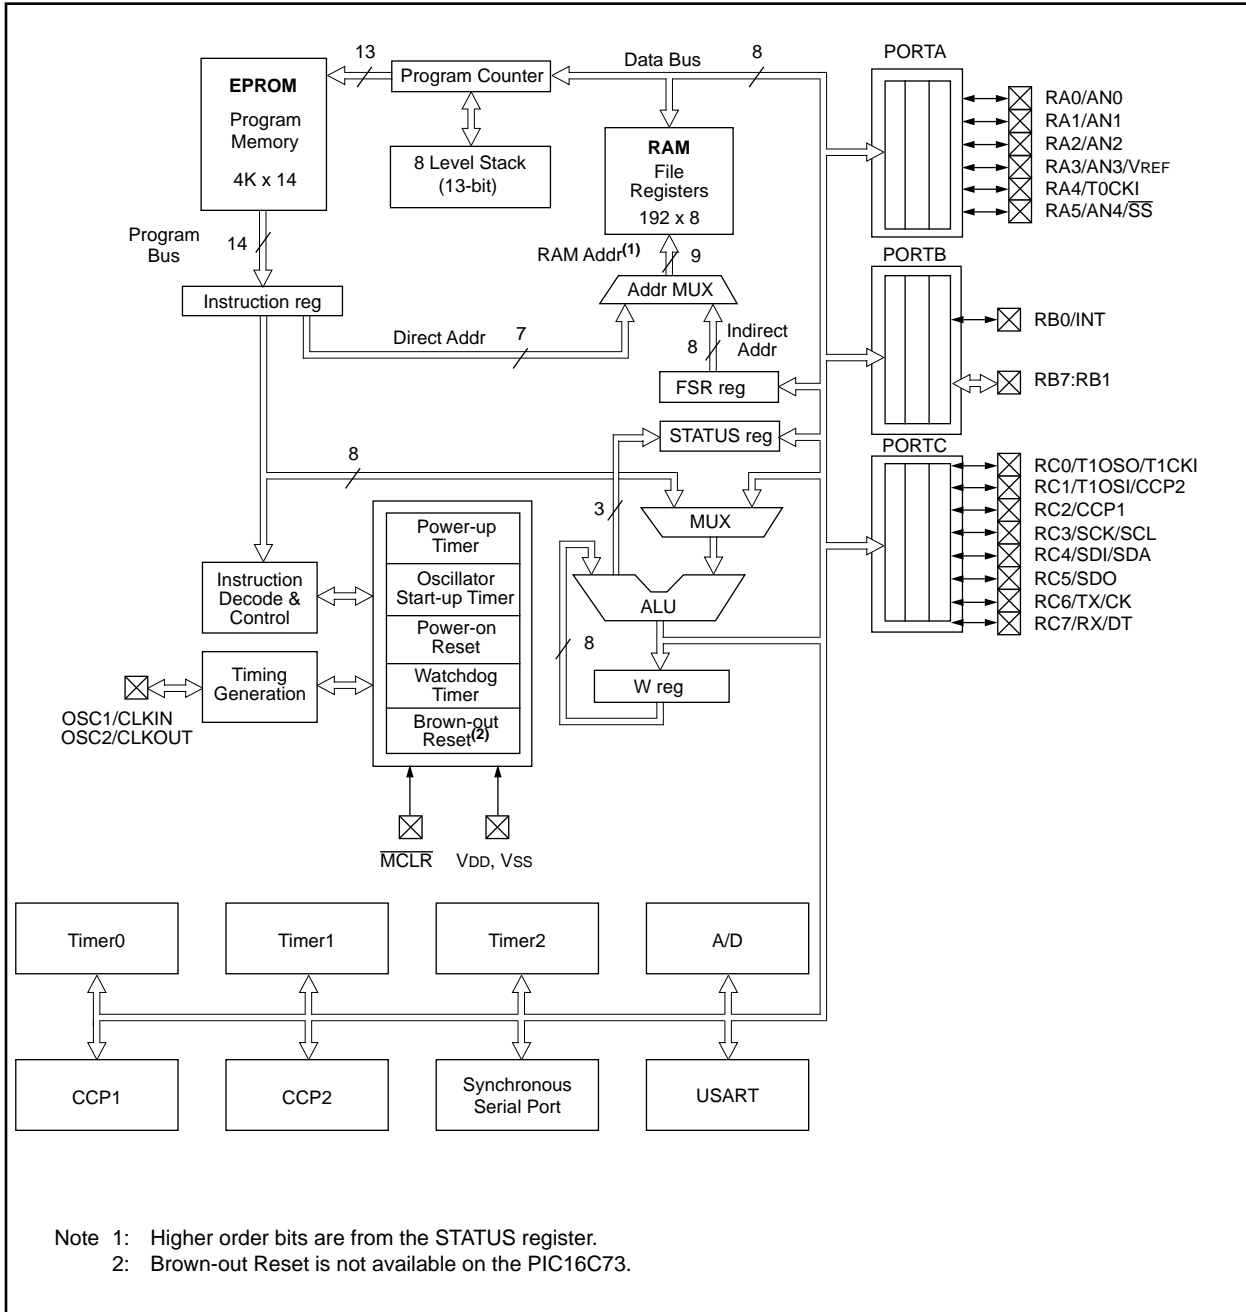 13
Data Bus
8
PORTA
EPROM
Program
Memory
4K x 14
Program Counter
8 Level Stack
(13-bit)
RAM
File
Registers
192 x 8
RA0/AN0
RA1/AN1
RA2/AN2
RA3/AN3/VREF
RA4/T0CKI
RA5/AN4/SS
Program
Bus
14
RAM Addr(1)
9
PORTB
Instruction reg
Addr MUX
Direct Addr
7
8
Indirect
Addr
RB0/INT
RB7:RB1
FSR reg
STATUS reg
PORTC
8
3
MUX
RC0/T1OSO/T1CKI
RC1/T1OSI/CCP2
RC2/CCP1
RC3/SCK/SCL
RC4/SDI/SDA
RC5/SDO
RC6/TX/CK
RC7/RX/DT
Power-up
Timer
Oscillator
Start-up Timer
Power-on
Reset
Watchdog
Timer
Brown-out
Reset(2)
Instruction
Decode &
Control
ALU
8
W reg
Timing
Generation
OSC1/CLKIN
OSC2/CLKOUT
MCLR
VDD, VSS
Timer0
Timer1
Timer2
A/D
CCP1
CCP2
Synchronous
Serial Port
USART
Note 1: Higher order bits are from the STATUS register.
2: Brown-out Reset is not available on the PIC16C73.